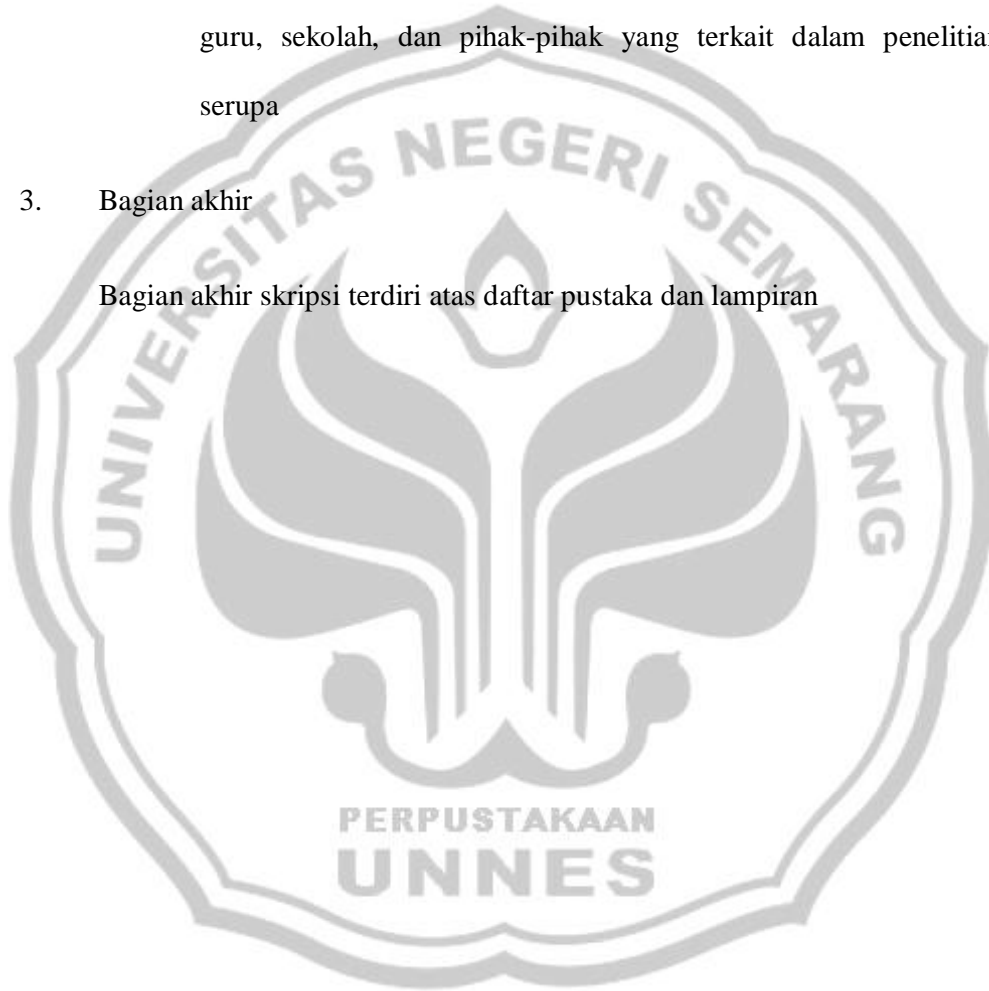 guru, sekolah, dan pihak-pihak yang terkait dalam penelitian
serupa
3. Bagian akhir
Bagian akhir skripsi terdiri atas daftar pustaka dan lampiran
UNIVERSITAS NEGERI SEMARANG
PERPUSTAKAAN
UNNES